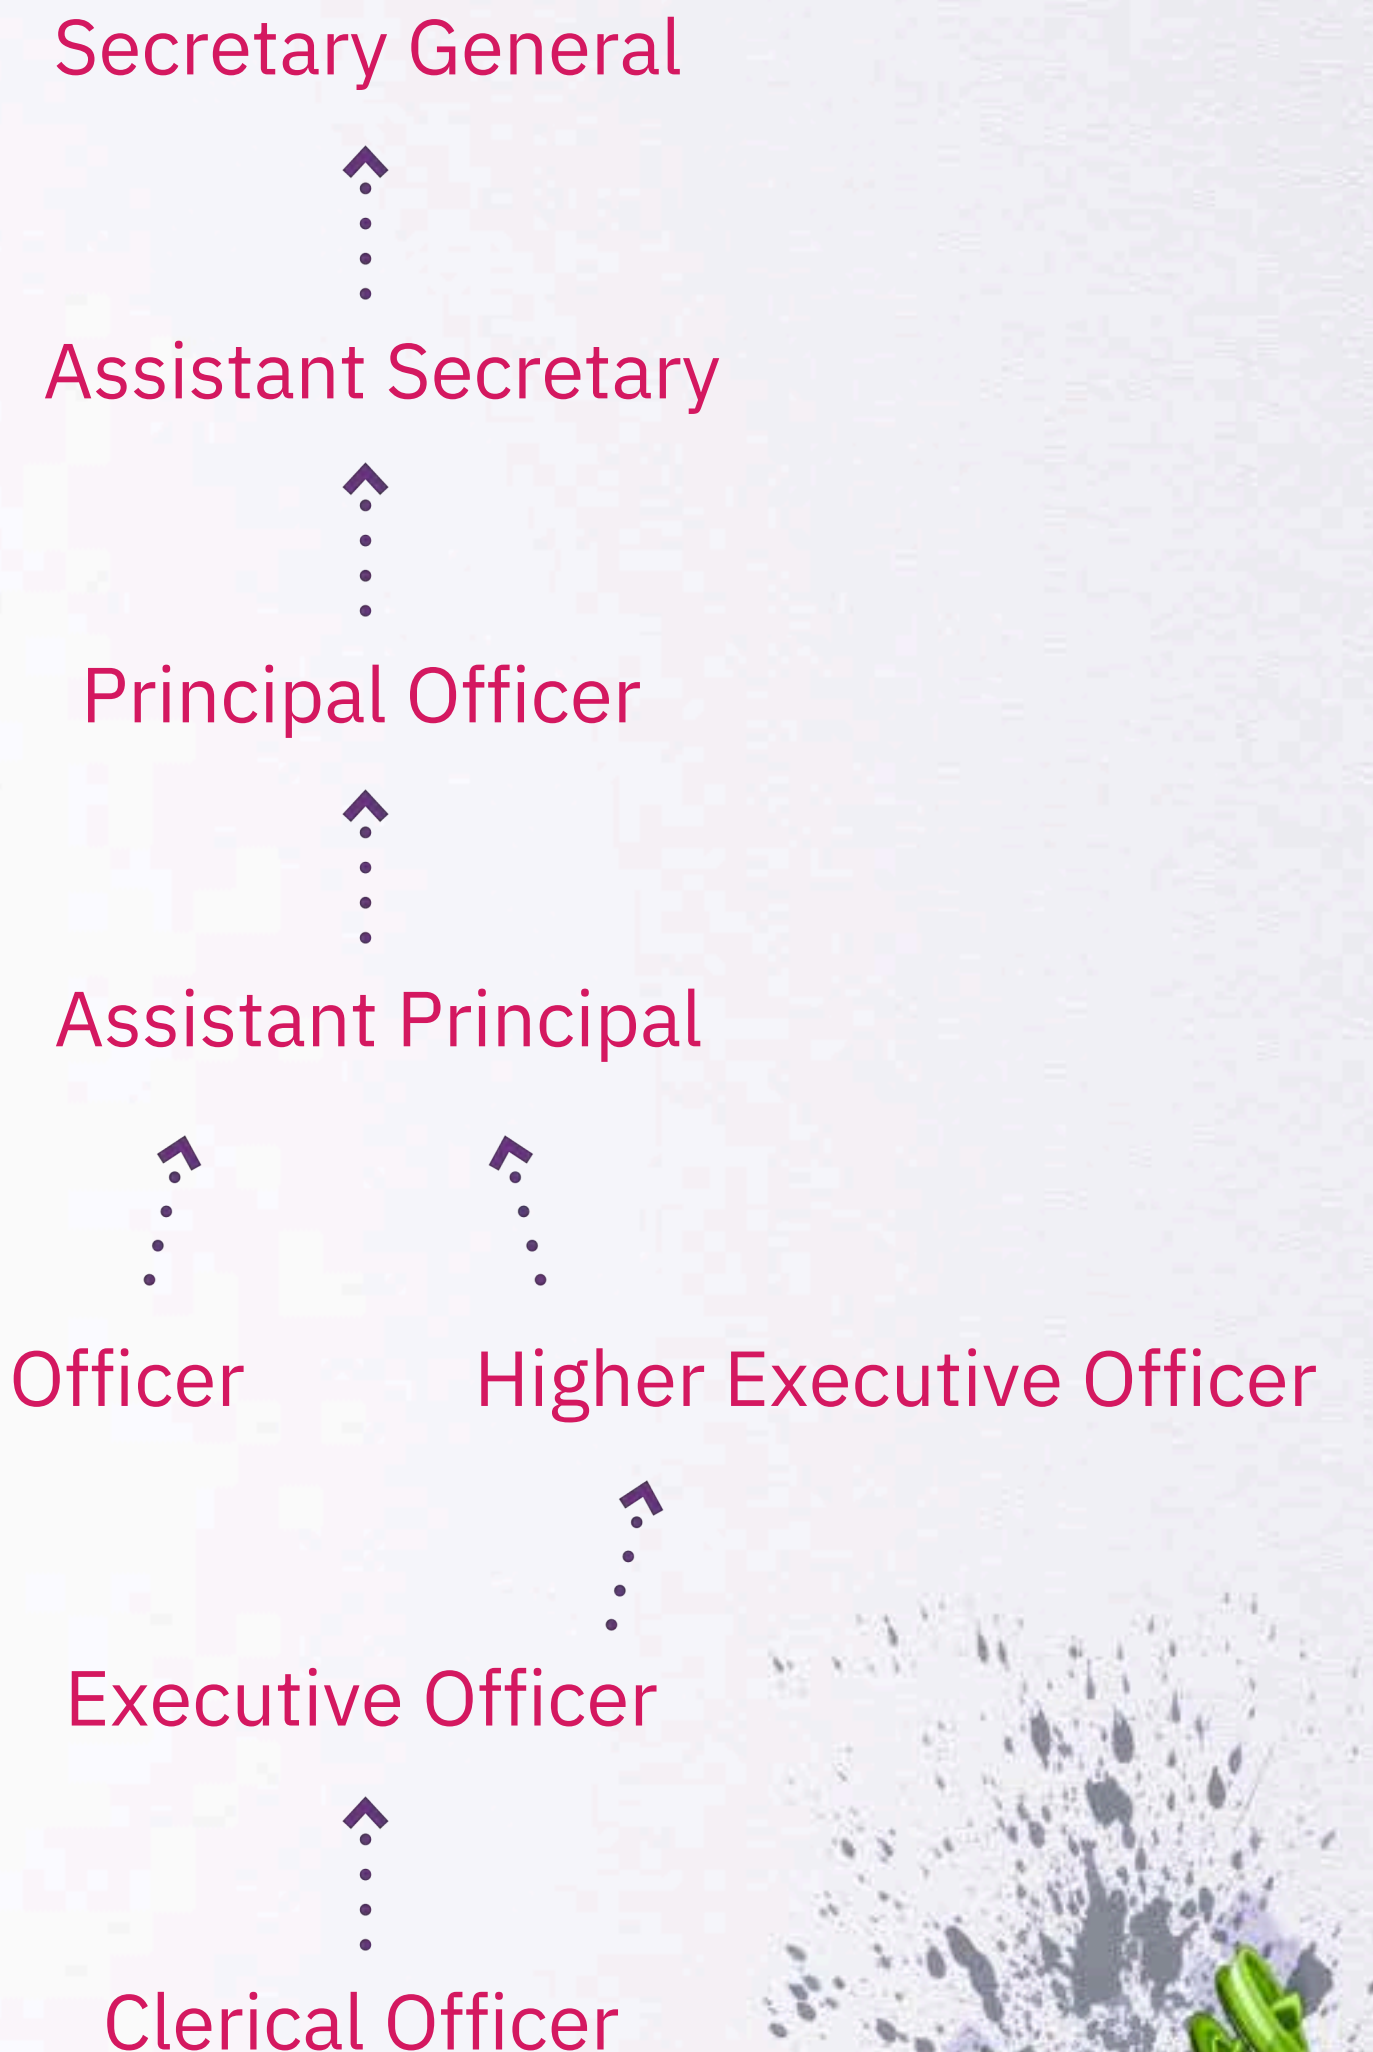 Secretary General
Assistant Secretary
Principal Officer
Assistant Principal
Officer
Higher Executive Officer
Executive Officer
Clerical Officer